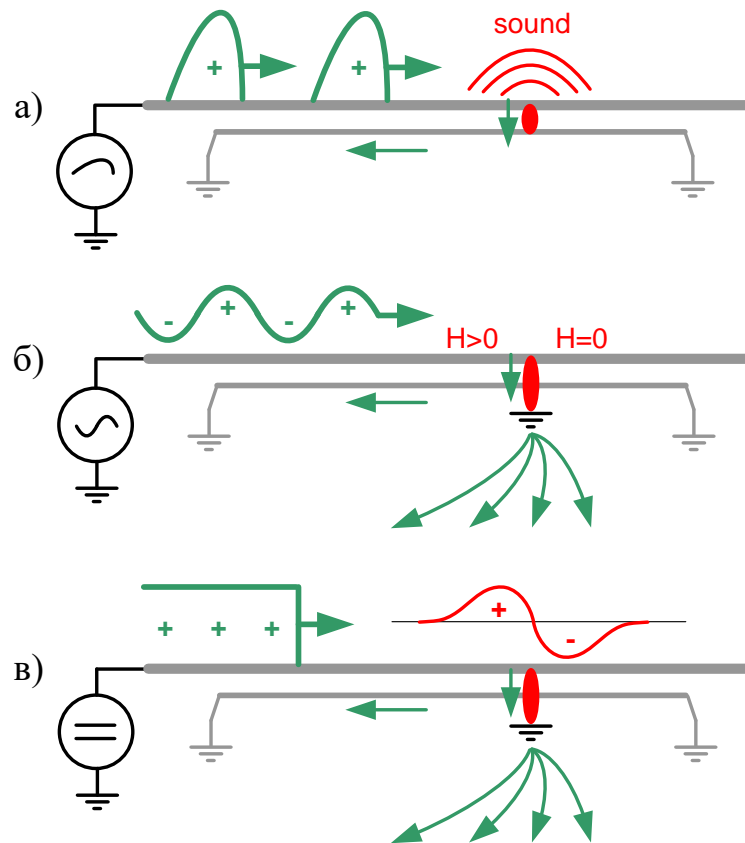 sound
+ +
а)
- + - +
H>0 H=0
б)
+ + +
+
-
в)